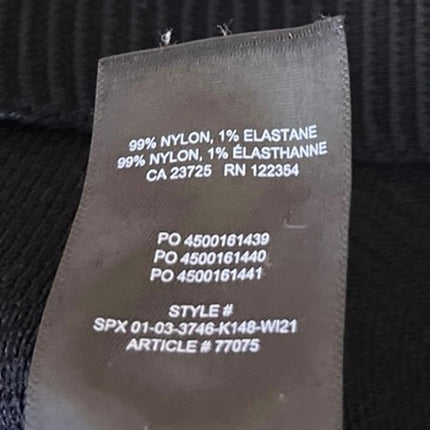 99% NYLON, 1% ELASTANE
99% NYLON, 1% ÉLASTHANNE
CA 23725 RN 122354
PO 4500161439
PO 4500161440
PO 4500161441
STYLE #
SPX 01-03-3746-K148-WI21
ARTICLE # 77075